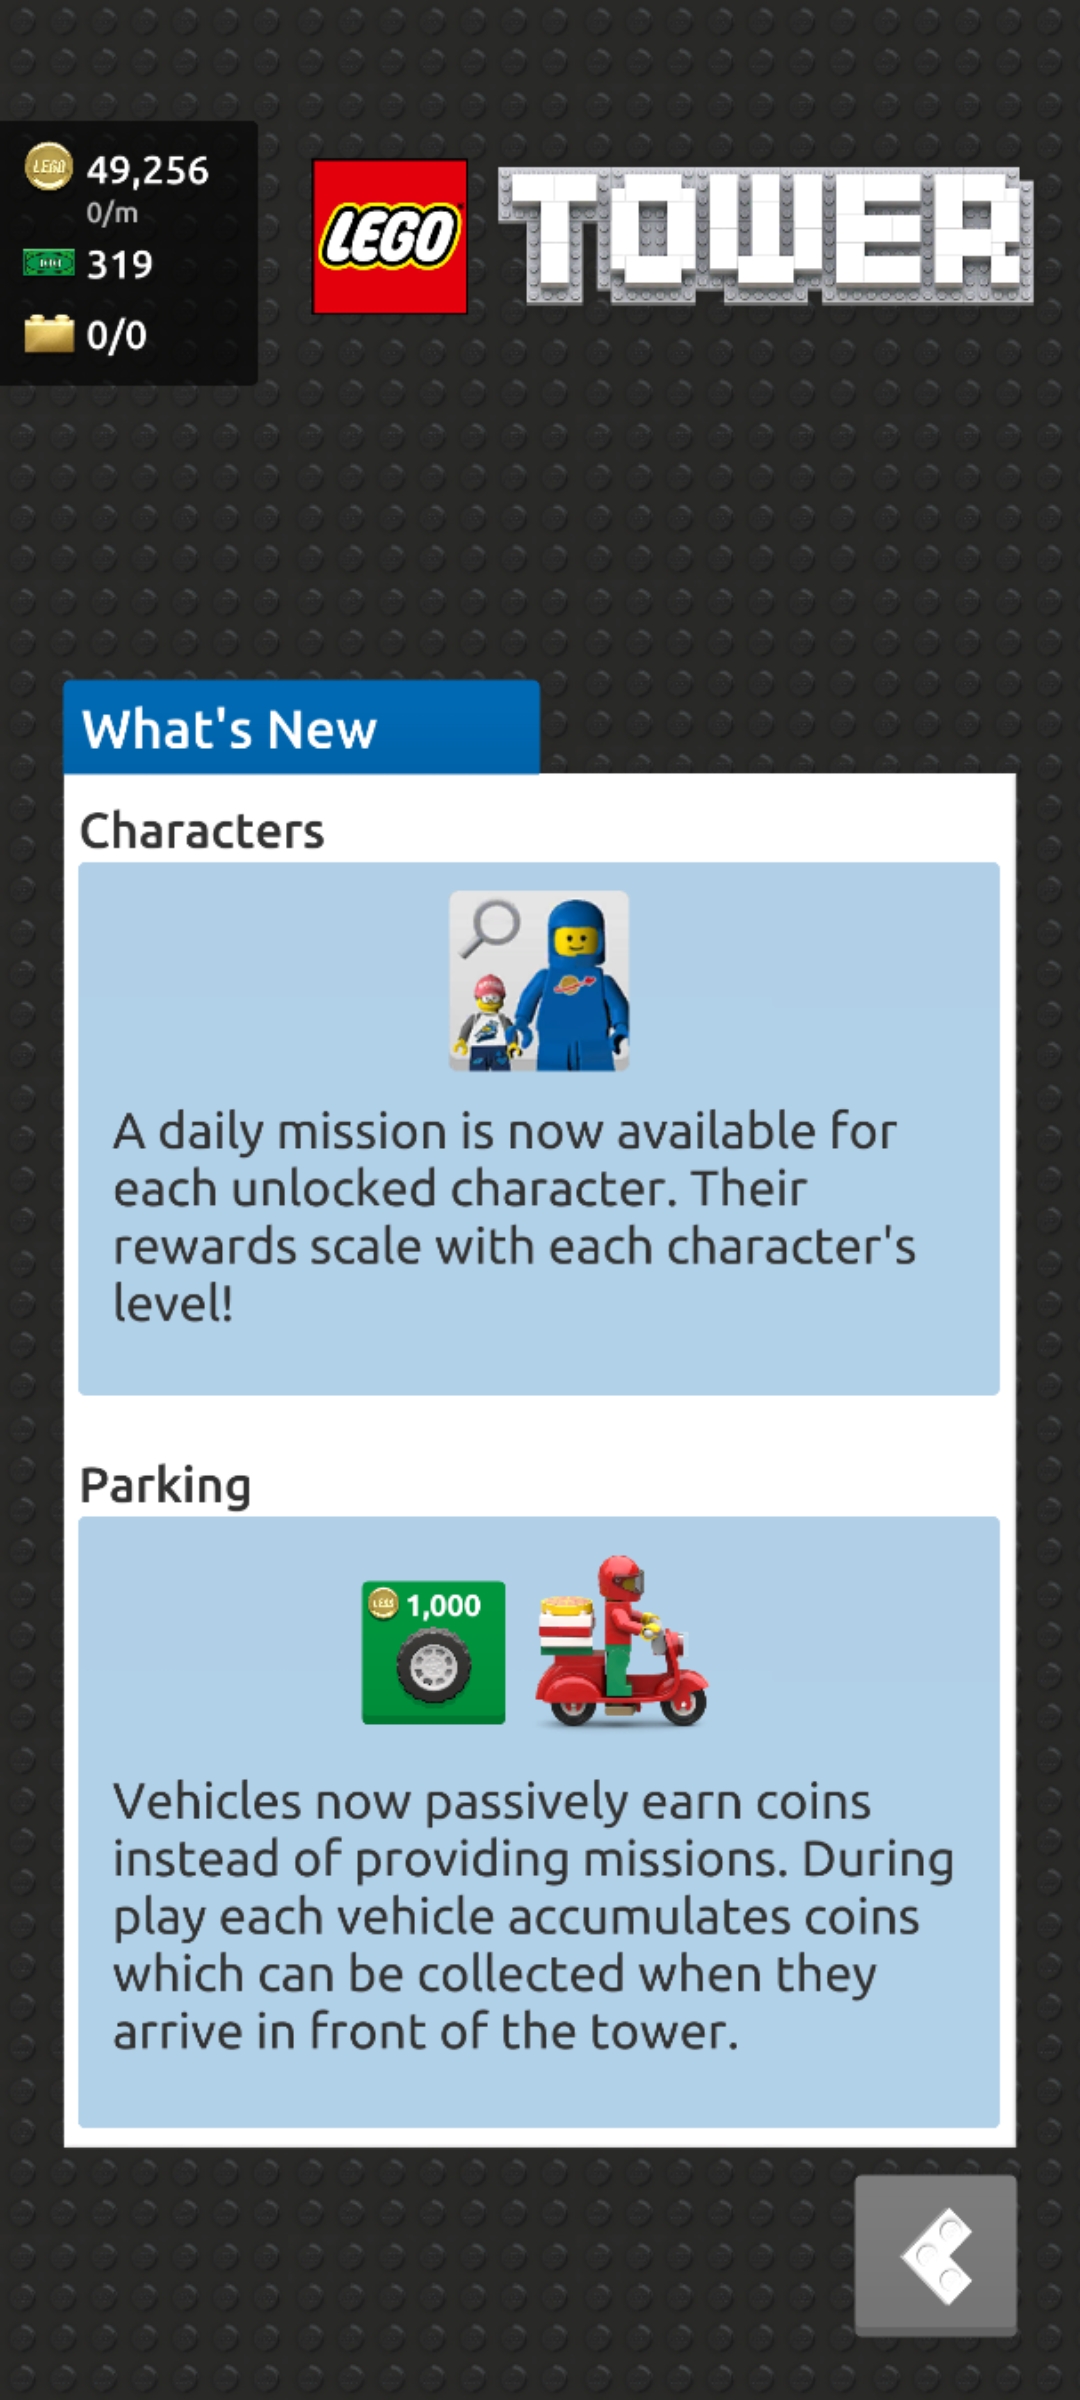 LEGO 49,256
0/m
319
0/0
LEGO TOWER
What's New
Characters
A daily mission is now available for
each unlocked character. Their
rewards scale with each character's
level!
Parking
LEGO 1,000
Vehicles now passively earn coins
instead of providing missions. During
play each vehicle accumulates coins
which can be collected when they
arrive in front of the tower.